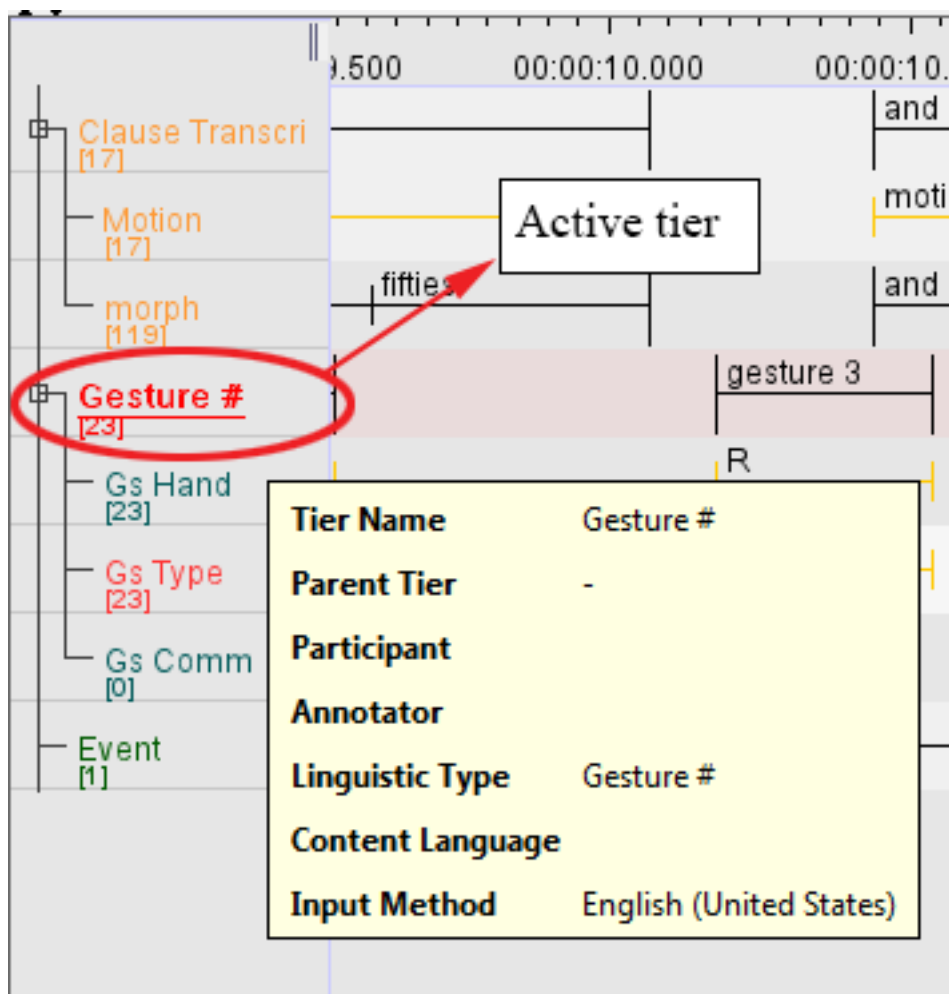 9.500 00:00:10.000 00:00:10.
Clause Transcri and
[17]
Motion moti
[17]
Active tier
morph fifties and
[119]
Gesture # gesture 3
[23]
Gs Hand R
[23]
Gs Type
[23]
Gs Comm
[0]
Event
[1]
Tier Name Gesture #
Parent Tier -
Participant
Annotator
Linguistic Type Gesture #
Content Language
Input Method English (United States)